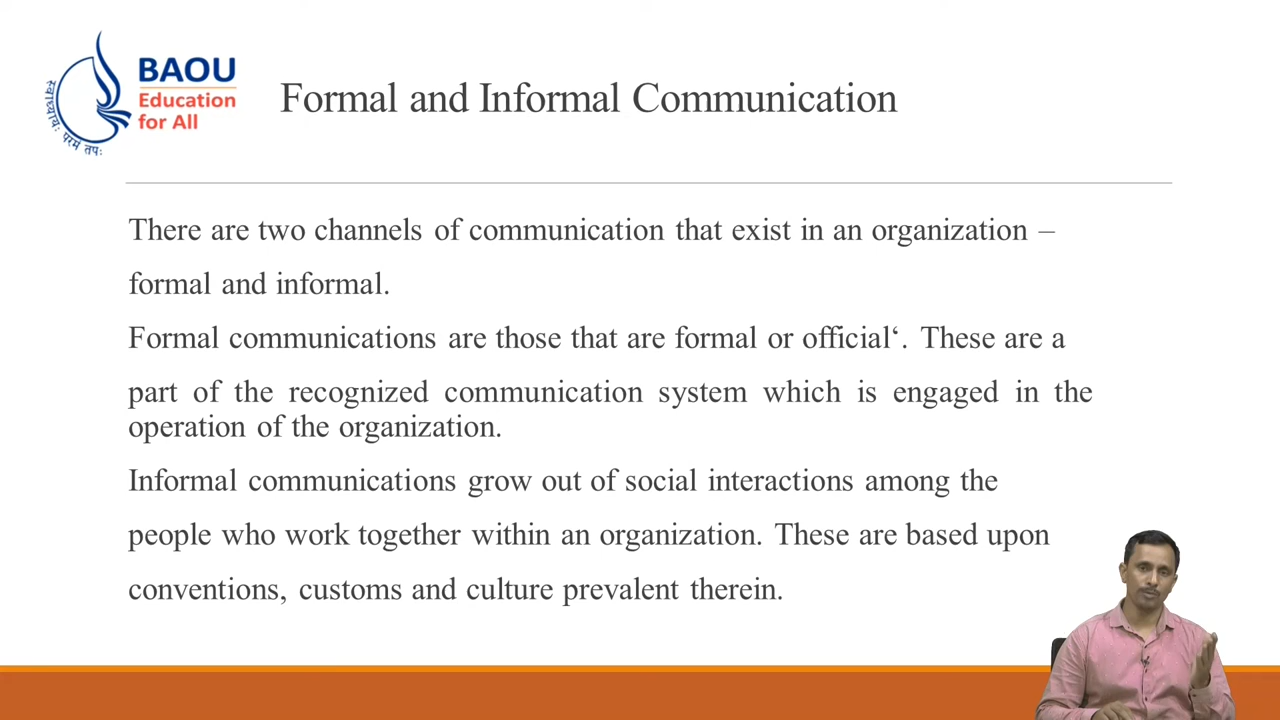 BAOU
Education
for All
स्वाध्यायः परमं तपः
Formal and Informal Communication
There are two channels of communication that exist in an organization –
formal and informal.
Formal communications are those that are formal or official‘. These are a
part of the recognized communication system which is engaged in the
operation of the organization.
Informal communications grow out of social interactions among the
people who work together within an organization. These are based upon
conventions, customs and culture prevalent therein.